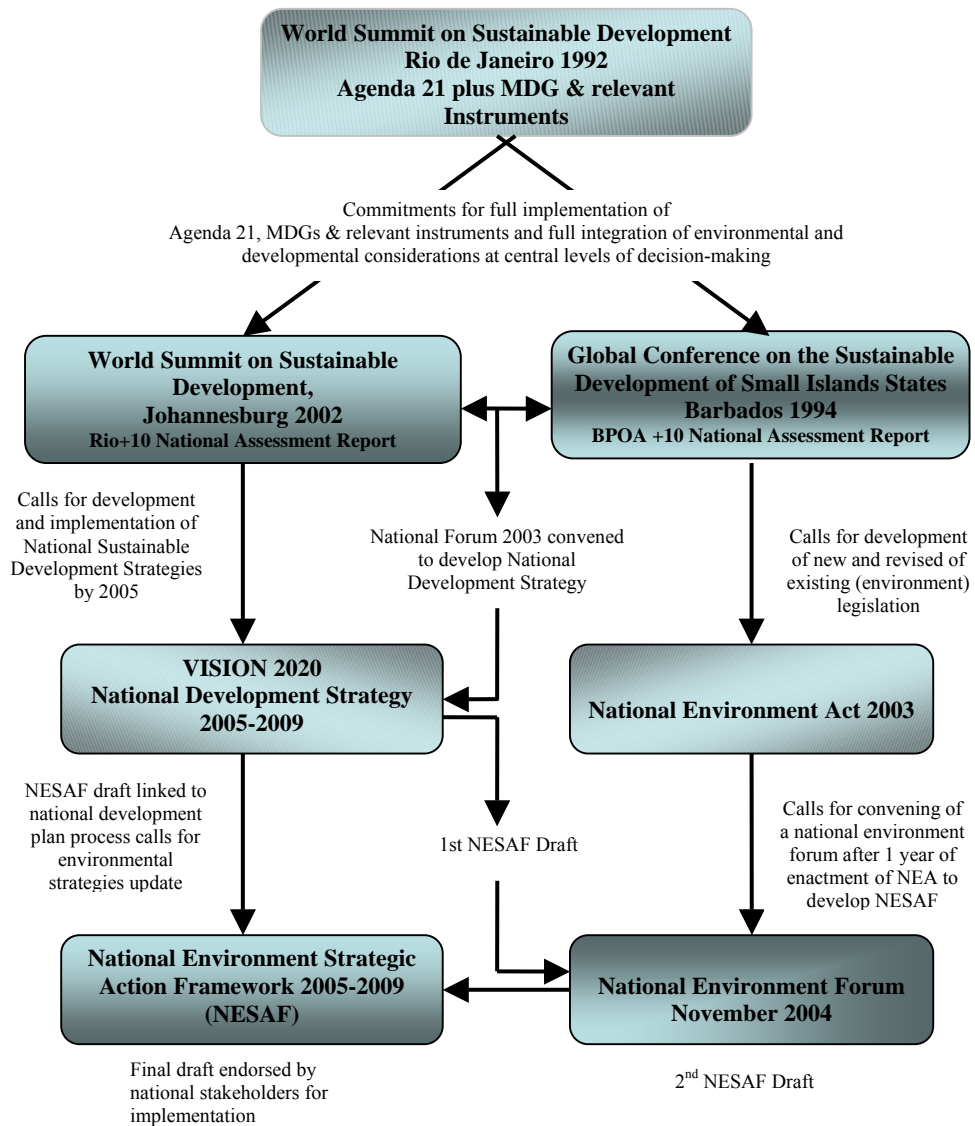 World Summit on Sustainable Development
Rio de Janeiro 1992
Agenda 21 plus MDG & relevant
Instruments
Commitments for full implementation of
Agenda 21, MDGs & relevant instruments and full integration of environmental and
developmental considerations at central levels of decision-making
World Summit on Sustainable
Development,
Johannesburg 2002
Rio+10 National Assessment Report
Global Conference on the Sustainable
Development of Small Islands States
Barbados 1994
BPOA +10 National Assessment Report
Calls for development
and implementation of
National Sustainable
Development Strategies
by 2005
National Forum 2003 convened
to develop National
Development Strategy
Calls for development
of new and revised of
existing (environment)
legislation
VISION 2020
National Development Strategy
2005-2009
National Environment Act 2003
NESAF draft linked to
national development
plan process calls for
environmental
strategies update
1st NESAF Draft
Calls for convening of
a national environment
forum after 1 year of
enactment of NEA to
develop NESAF
National Environment Strategic
Action Framework 2005-2009
(NESAF)
National Environment Forum
November 2004
Final draft endorsed by
national stakeholders for
implementation
2nd NESAF Draft